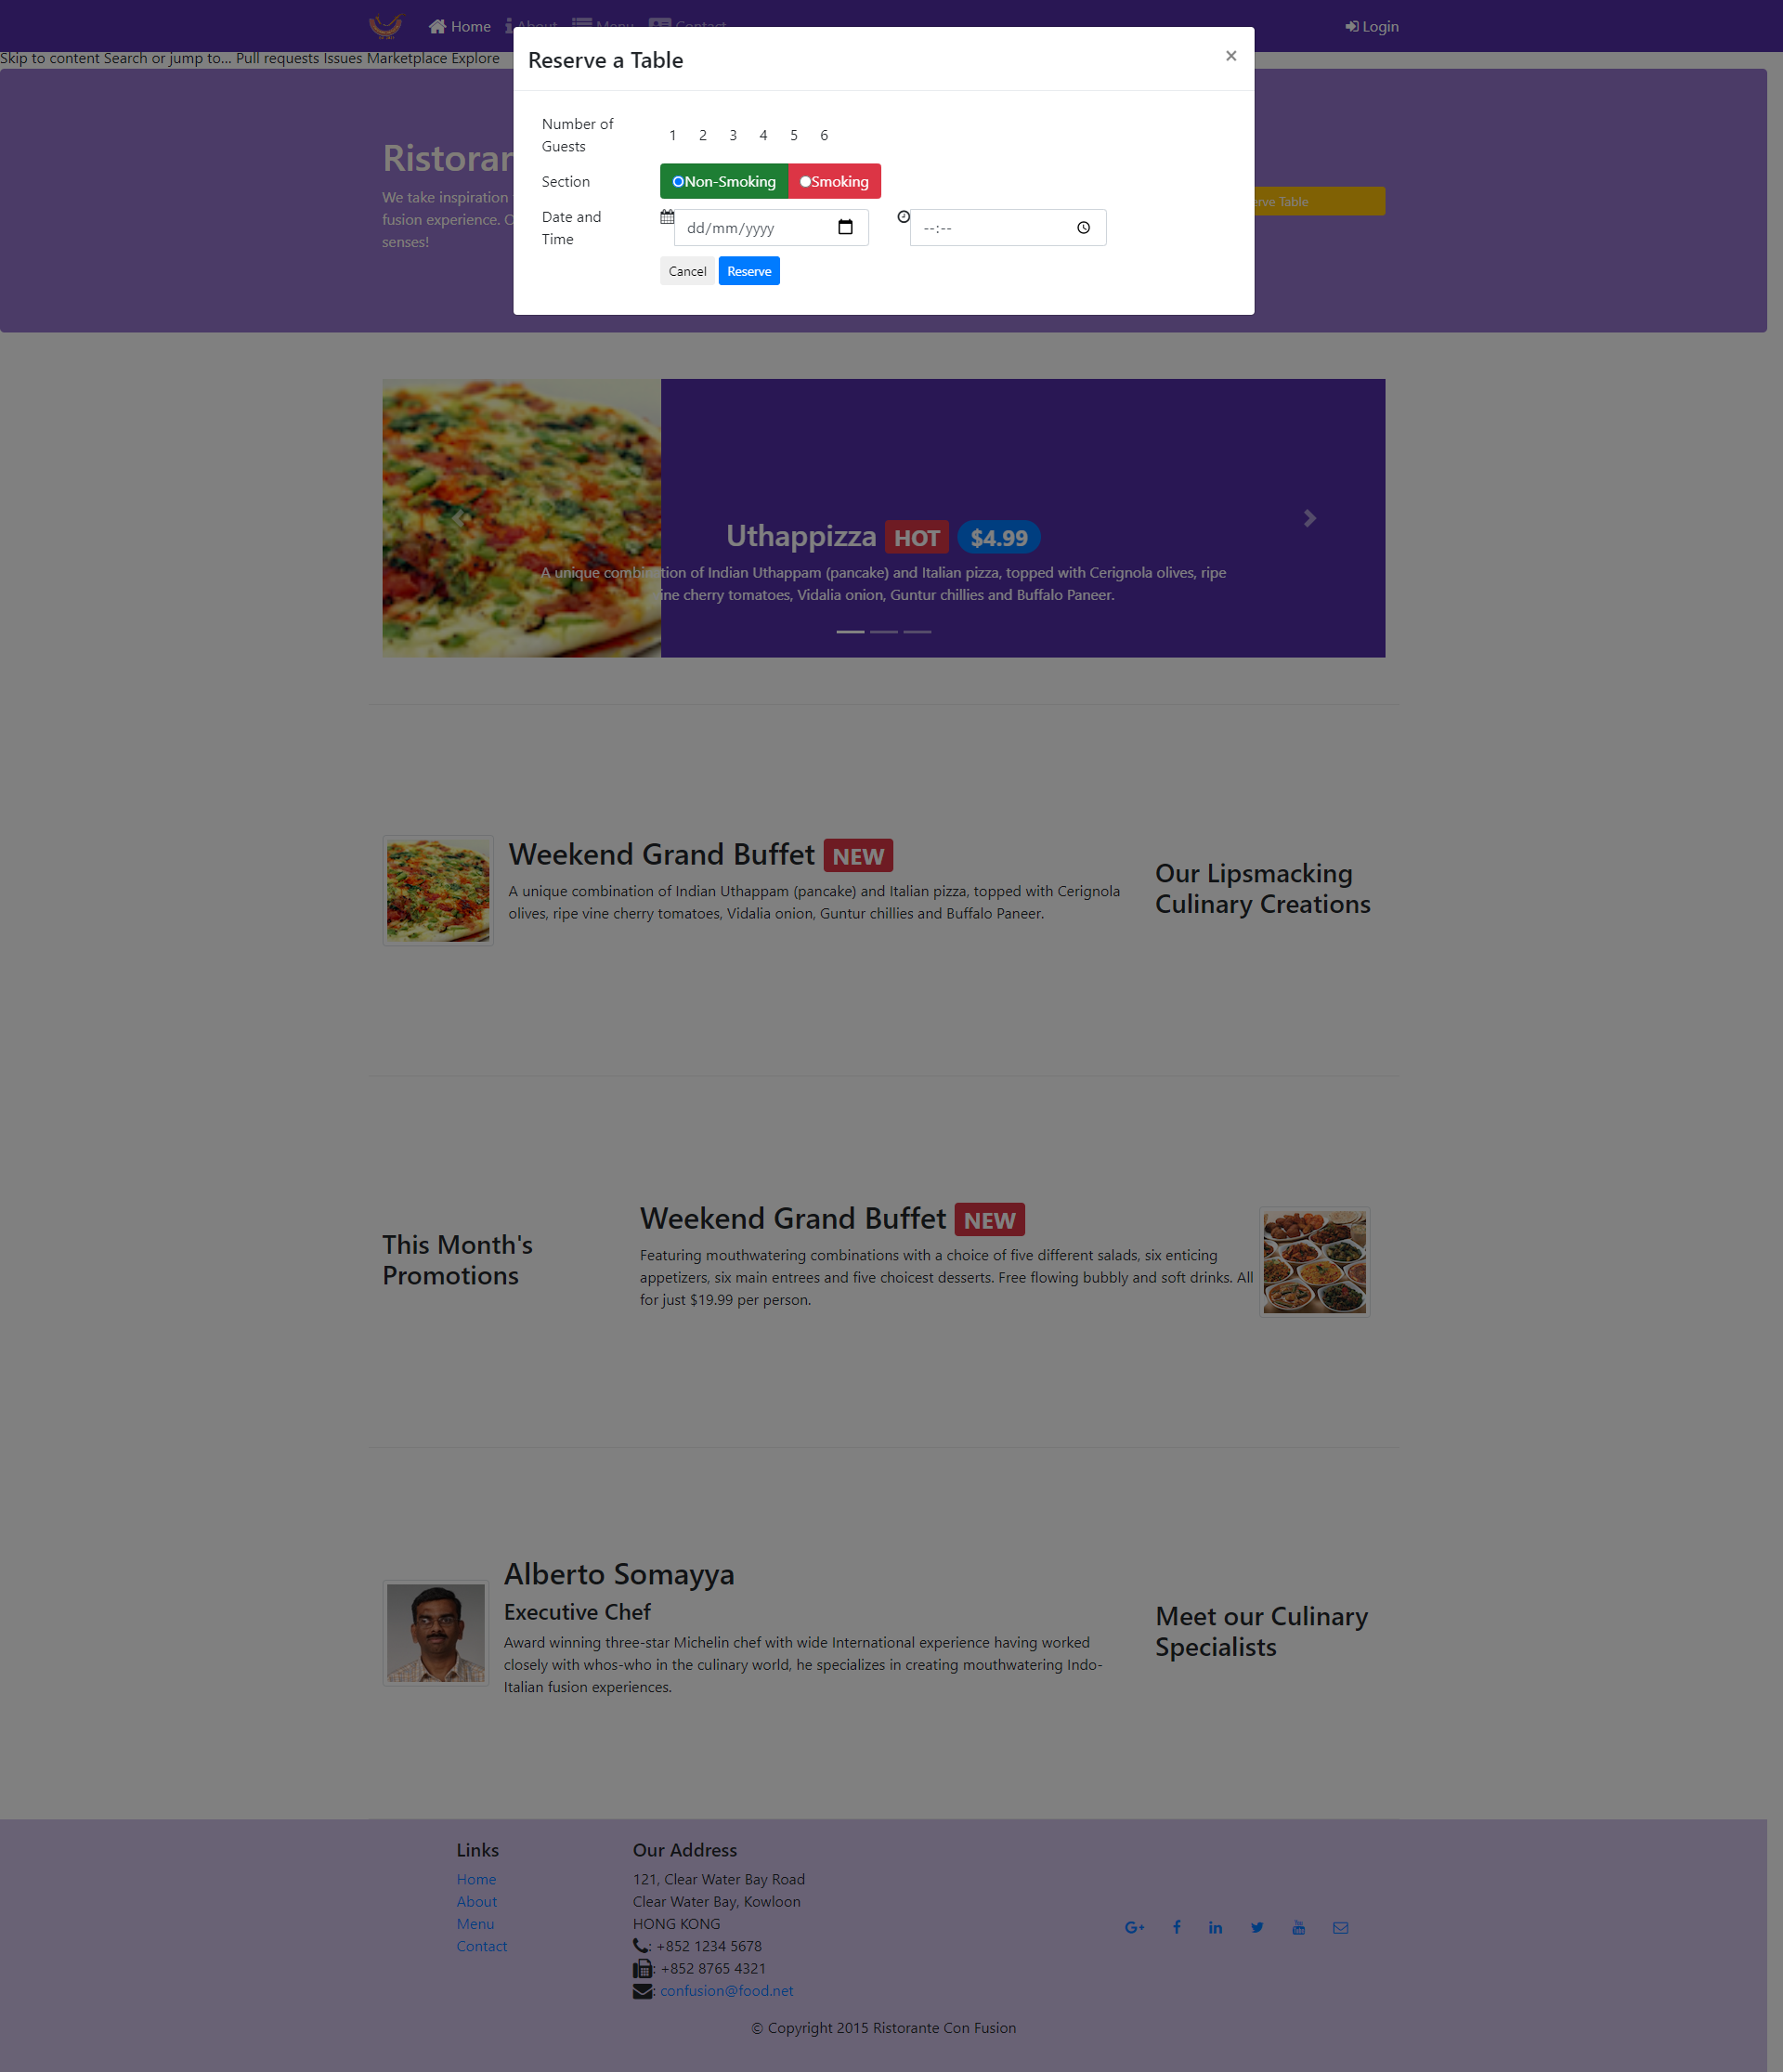 Home About Menu Contact Login
Skip to content Search or jump to... Pull requests Issues Marketplace Explore
Reserve a Table ×
Number of Guests
1 2 3 4 5 6
Section Non-Smoking Smoking
Date and Time dd/mm/yyyy --:--
Cancel Reserve
We take inspiration
fusion experience.
senses!
Table
Uthappizza HOT $4.99
A unique combination of Indian Uthappam (pancake) and Italian pizza, topped with Cerignola olives, ripe
vine cherry tomatoes, Vidalia onion, Guntur chillies and Buffalo Paneer.
Weekend Grand Buffet NEW
A unique combination of Indian Uthappam (pancake) and Italian pizza, topped with Cerignola
olives, ripe vine cherry tomatoes, Vidalia onion, Guntur chillies and Buffalo Paneer.
Our Lipsmacking
Culinary Creations
This Month's
Promotions
Weekend Grand Buffet NEW
Featuring mouthwatering combinations with a choice of five different salads, six enticing
appetizers, six main entrees and five choicest desserts. Free flowing bubbly and soft drinks. All
for just $19.99 per person.
Alberto Somayya
Executive Chef
Award winning three-star Michelin chef with wide International experience having worked
closely with whos-who in the culinary world, he specializes in creating mouthwatering Indo-
Italian fusion experiences.
Meet our Culinary
Specialists
Links
Home
About
Menu
Contact
Our Address
121, Clear Water Bay Road
Clear Water Bay, Kowloon
HONG KONG
: +852 1234 5678
: +852 8765 4321
: confusion@food.net
© Copyright 2015 Ristorante Con Fusion